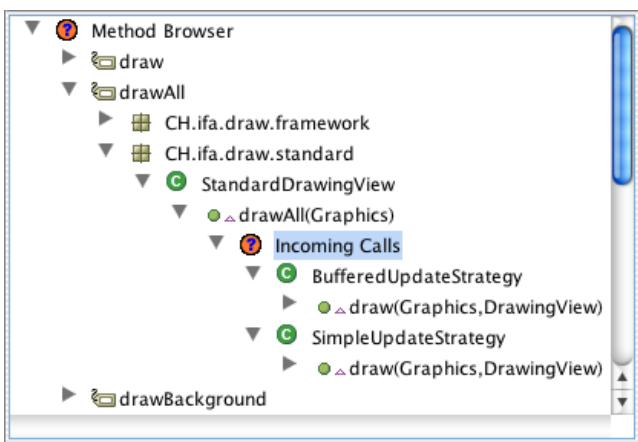 Method Browser
draw
drawAll
CH.ifa.draw.framework
CH.ifa.draw.standard
C StandardDrawingView
drawAll(Graphics)
? Incoming Calls
C BufferedUpdateStrategy
draw(Graphics,DrawingView)
C SimpleUpdateStrategy
draw(Graphics,DrawingView)
drawBackground